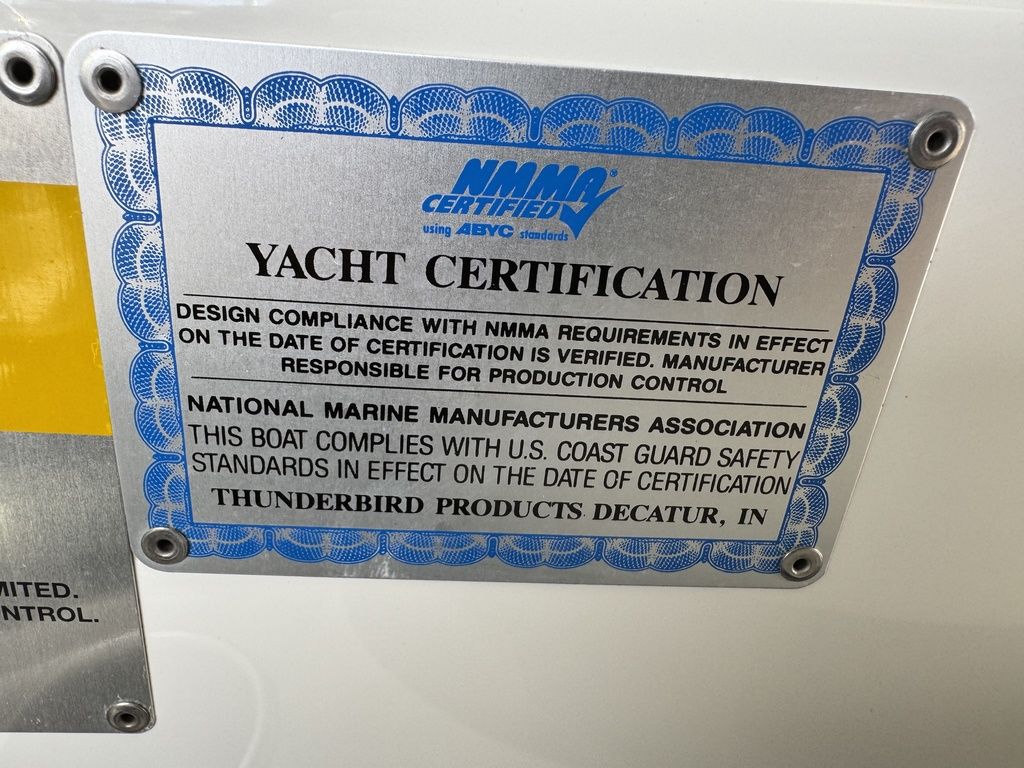 NMMA®
CERTIFIED
using ABYC standards
YACHT CERTIFICATION
DESIGN COMPLIANCE WITH NMMA REQUIREMENTS IN EFFECT
ON THE DATE OF CERTIFICATION IS VERIFIED. MANUFACTURER
RESPONSIBLE FOR PRODUCTION CONTROL
NATIONAL MARINE MANUFACTURERS ASSOCIATION
THIS BOAT COMPLIES WITH U.S. COAST GUARD SAFETY
STANDARDS IN EFFECT ON THE DATE OF CERTIFICATION
THUNDERBIRD PRODUCTS DECATUR, IN
MITED.
NTROL.